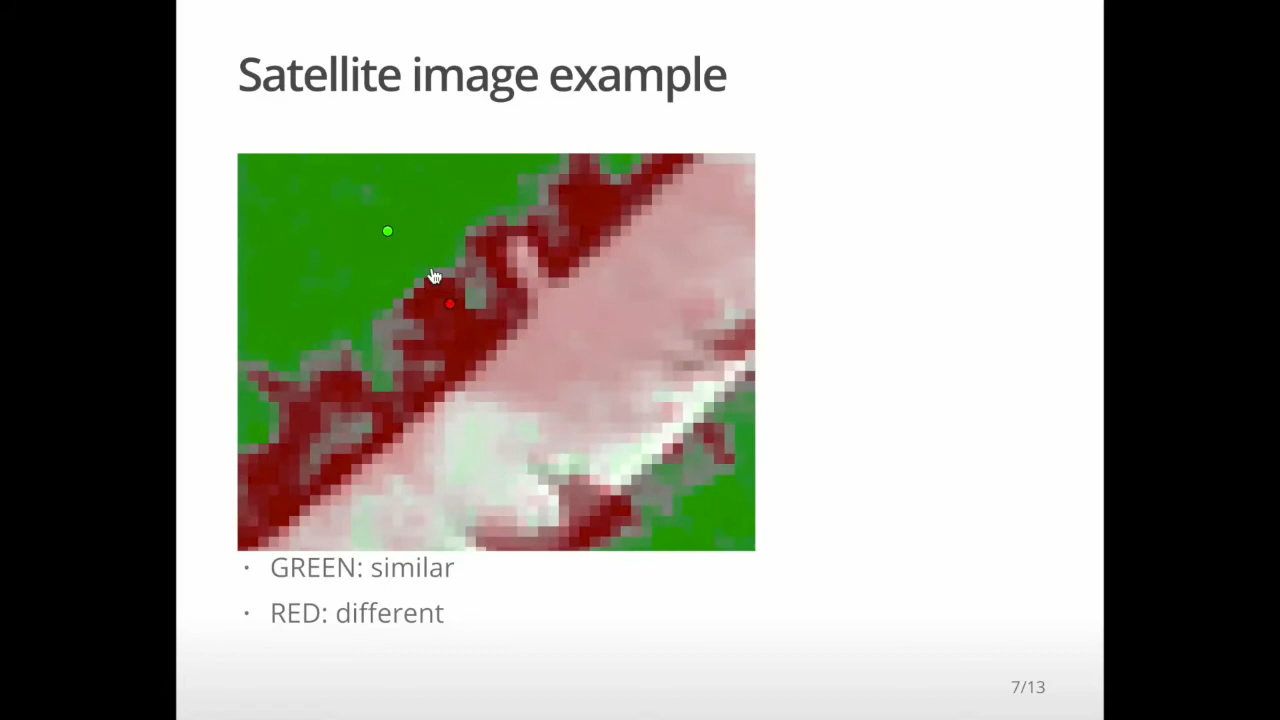 Satellite image example
· GREEN: similar
· RED: different
7/13